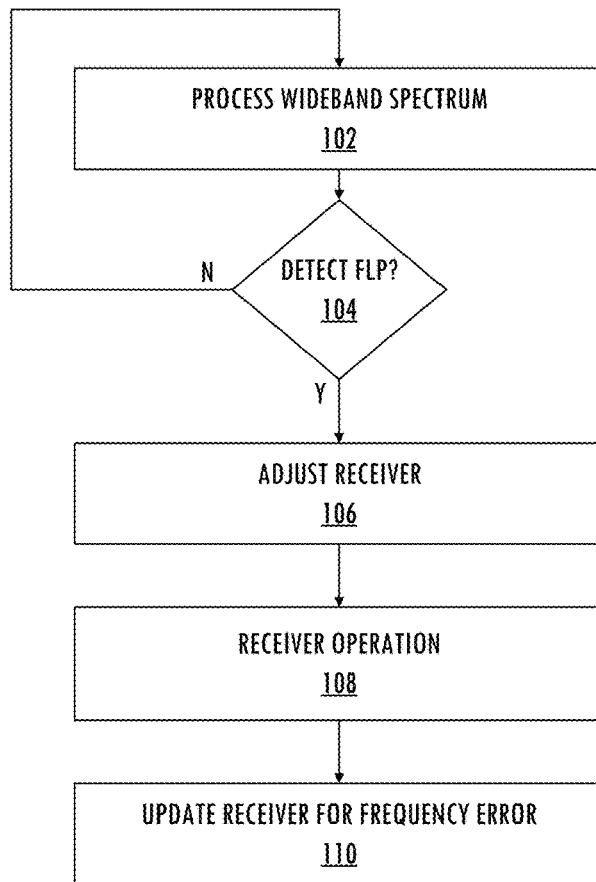 PROCESS WIDEBAND SPECTRUM
102
DETECT FLP?
104
N
Y
ADJUST RECEIVER
106
RECEIVER OPERATION
108
UPDATE RECEIVER FOR FREQUENCY ERROR
110